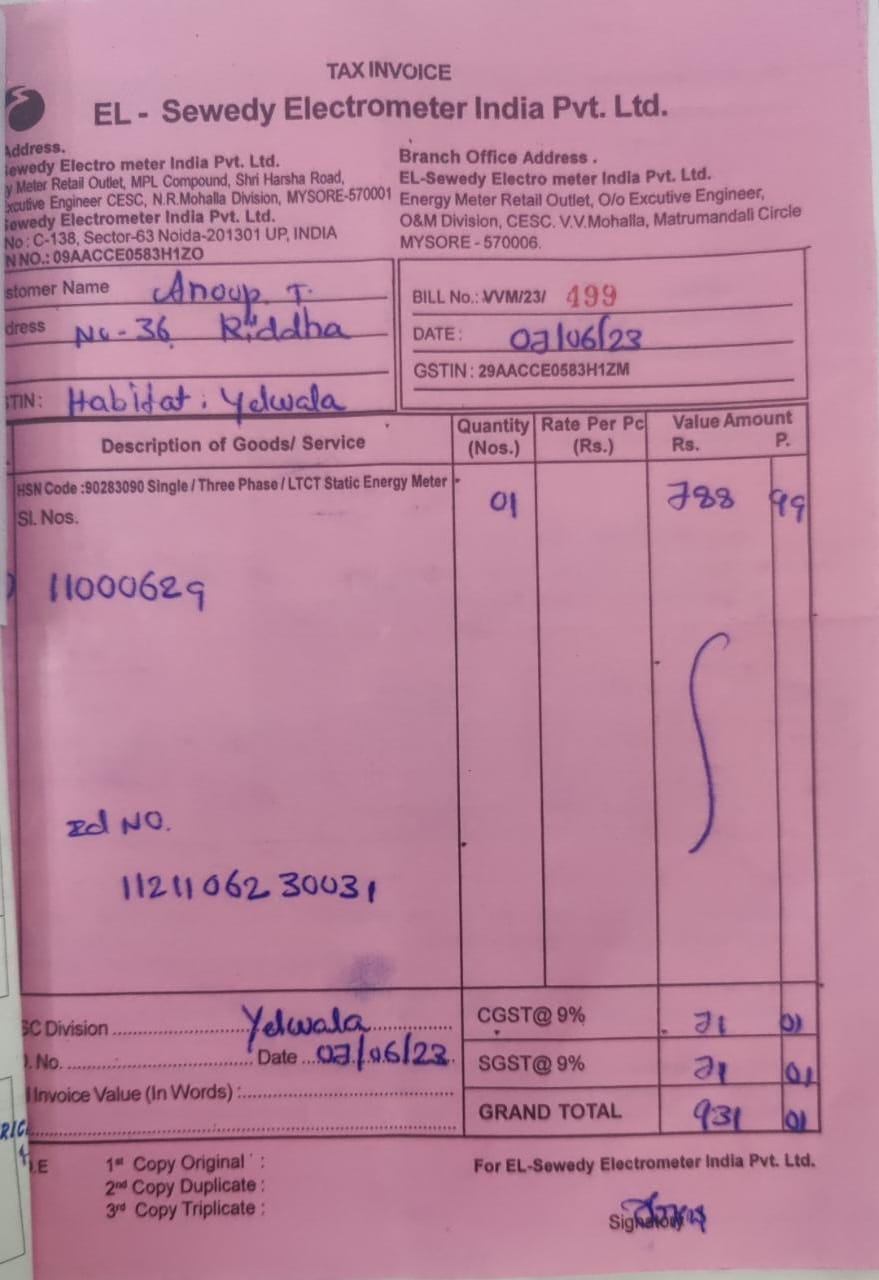 TAX INVOICE
EL - Sewedy Electrometer India Pvt. Ltd.
Address.
Sewedy Electro meter India Pvt. Ltd.
y Meter Retail Outlet, MPL Compound, Shri Harsha Road,
xcutive Engineer CESC, N.R.Mohalla Division, MYSORE-570001
Sewedy Electrometer India Pvt. Ltd.
No : C-138, Sector-63 Noida-201301 UP, INDIA
N NO.: 09AACCE0583H1ZO
Branch Office Address .
EL-Sewedy Electro meter India Pvt. Ltd.
Energy Meter Retail Outlet, O/o Excutive Engineer,
O&M Division, CESC. V.V.Mohalla, Matrumandali Circle
MYSORE - 570006.
stomer Name Anoup. T.
dress No - 36 Riddha
STIN: Habitat, Yelwala
BILL No.: VVM/23/ 499
DATE : 07/06/23
GSTIN : 29AACCE0583H1ZM
Description of Goods/ Service Quantity (Nos.) Rate Per Pc (Rs.) Value Amount Rs. P.
HSN Code :90283090 Single / Three Phase / LTCT Static Energy Meter 01 788 99
Sl. Nos.
11000629
Id NO.
11211062 30031
SC Division Yelwala
. No. Date 07/06/23
Invoice Value (In Words) :
CGST@ 9% 71 01
SGST@ 9% 71 01
GRAND TOTAL 931 01
RIC
.E
1st Copy Original :
2nd Copy Duplicate :
3rd Copy Triplicate :
For EL-Sewedy Electrometer India Pvt. Ltd.
Signatory